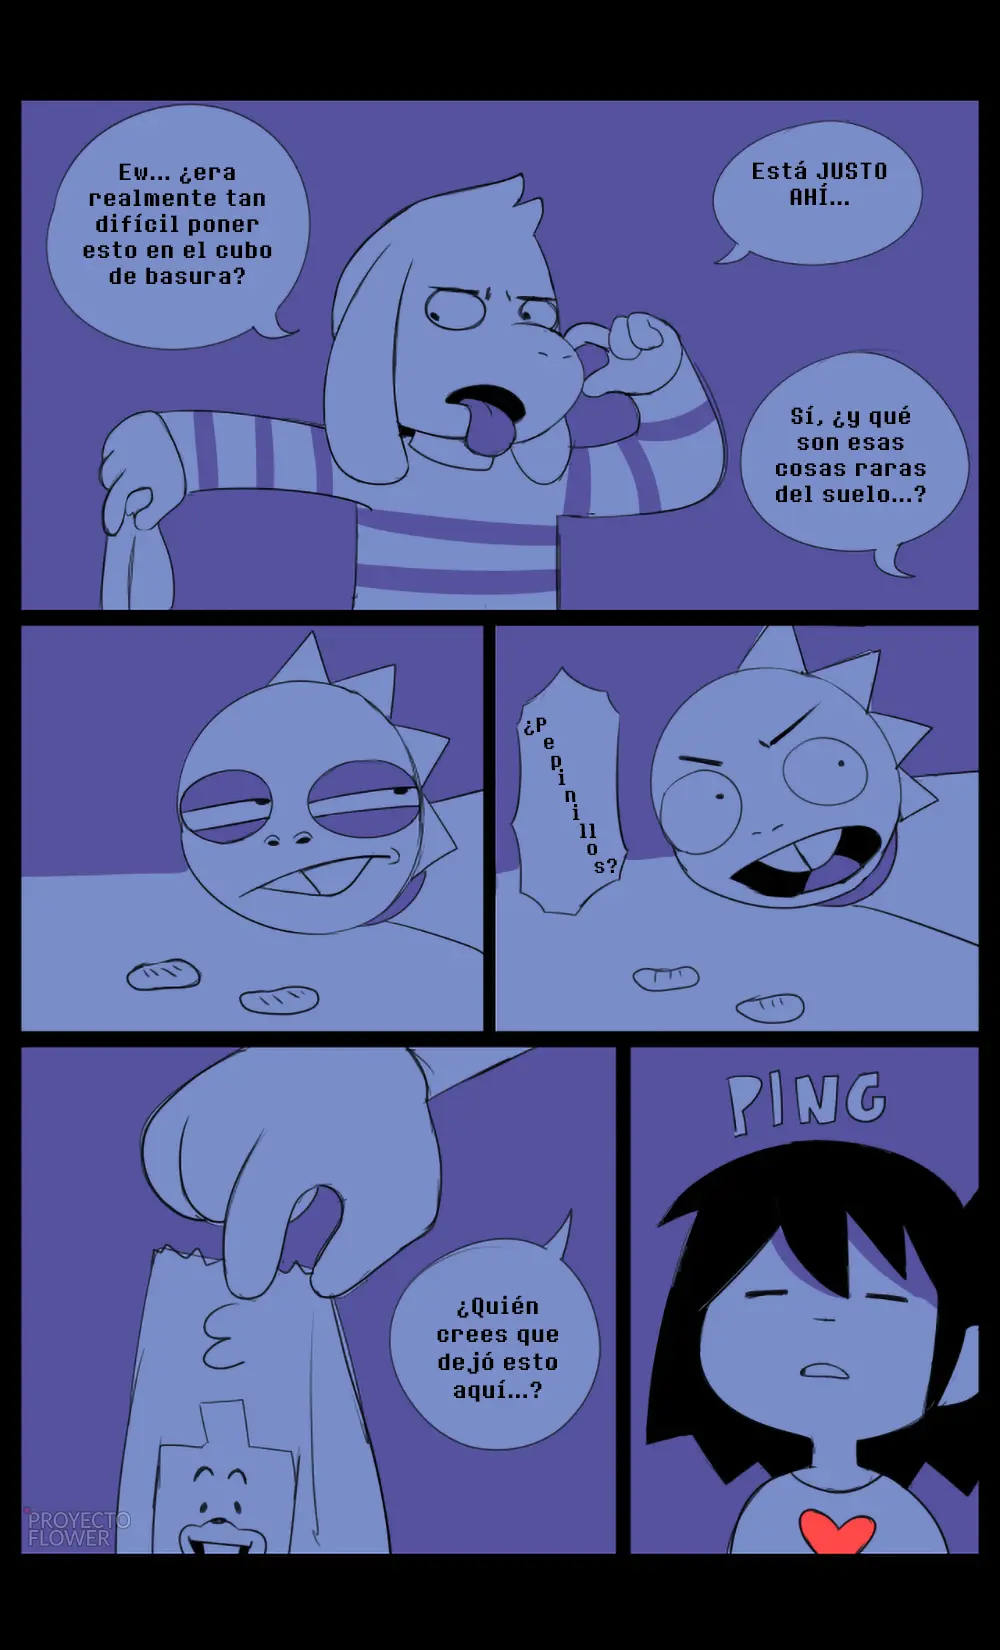 Ew... ¿era
realmente tan
difícil poner
esto en el cubo
de basura?
Está JUSTO
AHÍ...
Sí, ¿y qué
son esas
cosas raras
del suelo...?
¿Pepinillos?
¿Quién
crees que
dejó esto
aquí...?
PING
PROYECTO
FLOWER